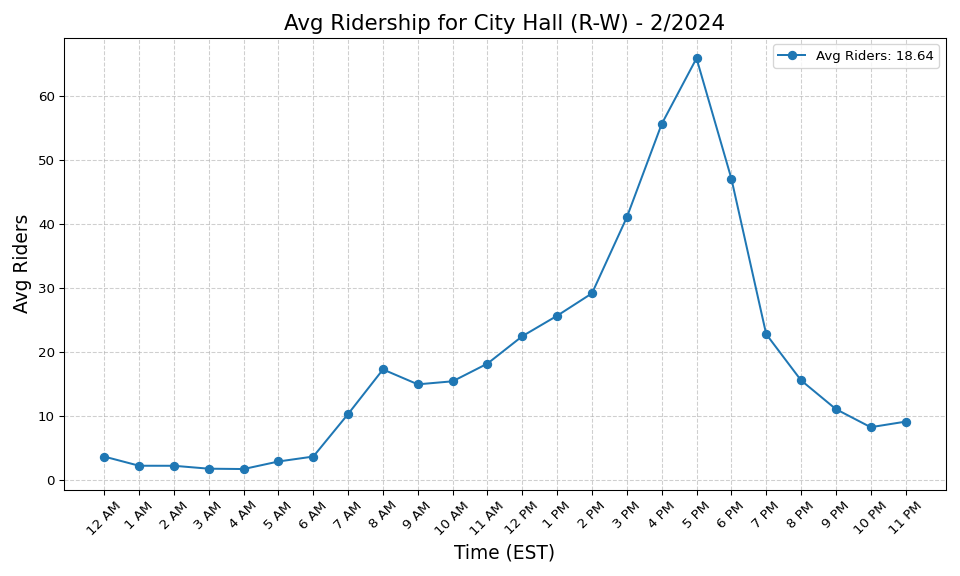 Avg Ridership for City Hall (R-W) - 2/2024
Avg Riders: 18.64
Avg Riders
60
50
40
30
20
10
0
12 AM
1 AM
2 AM
3 AM
4 AM
5 AM
6 AM
7 AM
8 AM
9 AM
10 AM
11 AM
12 PM
1 PM
2 PM
3 PM
4 PM
5 PM
6 PM
7 PM
8 PM
9 PM
10 PM
11 PM
Time (EST)